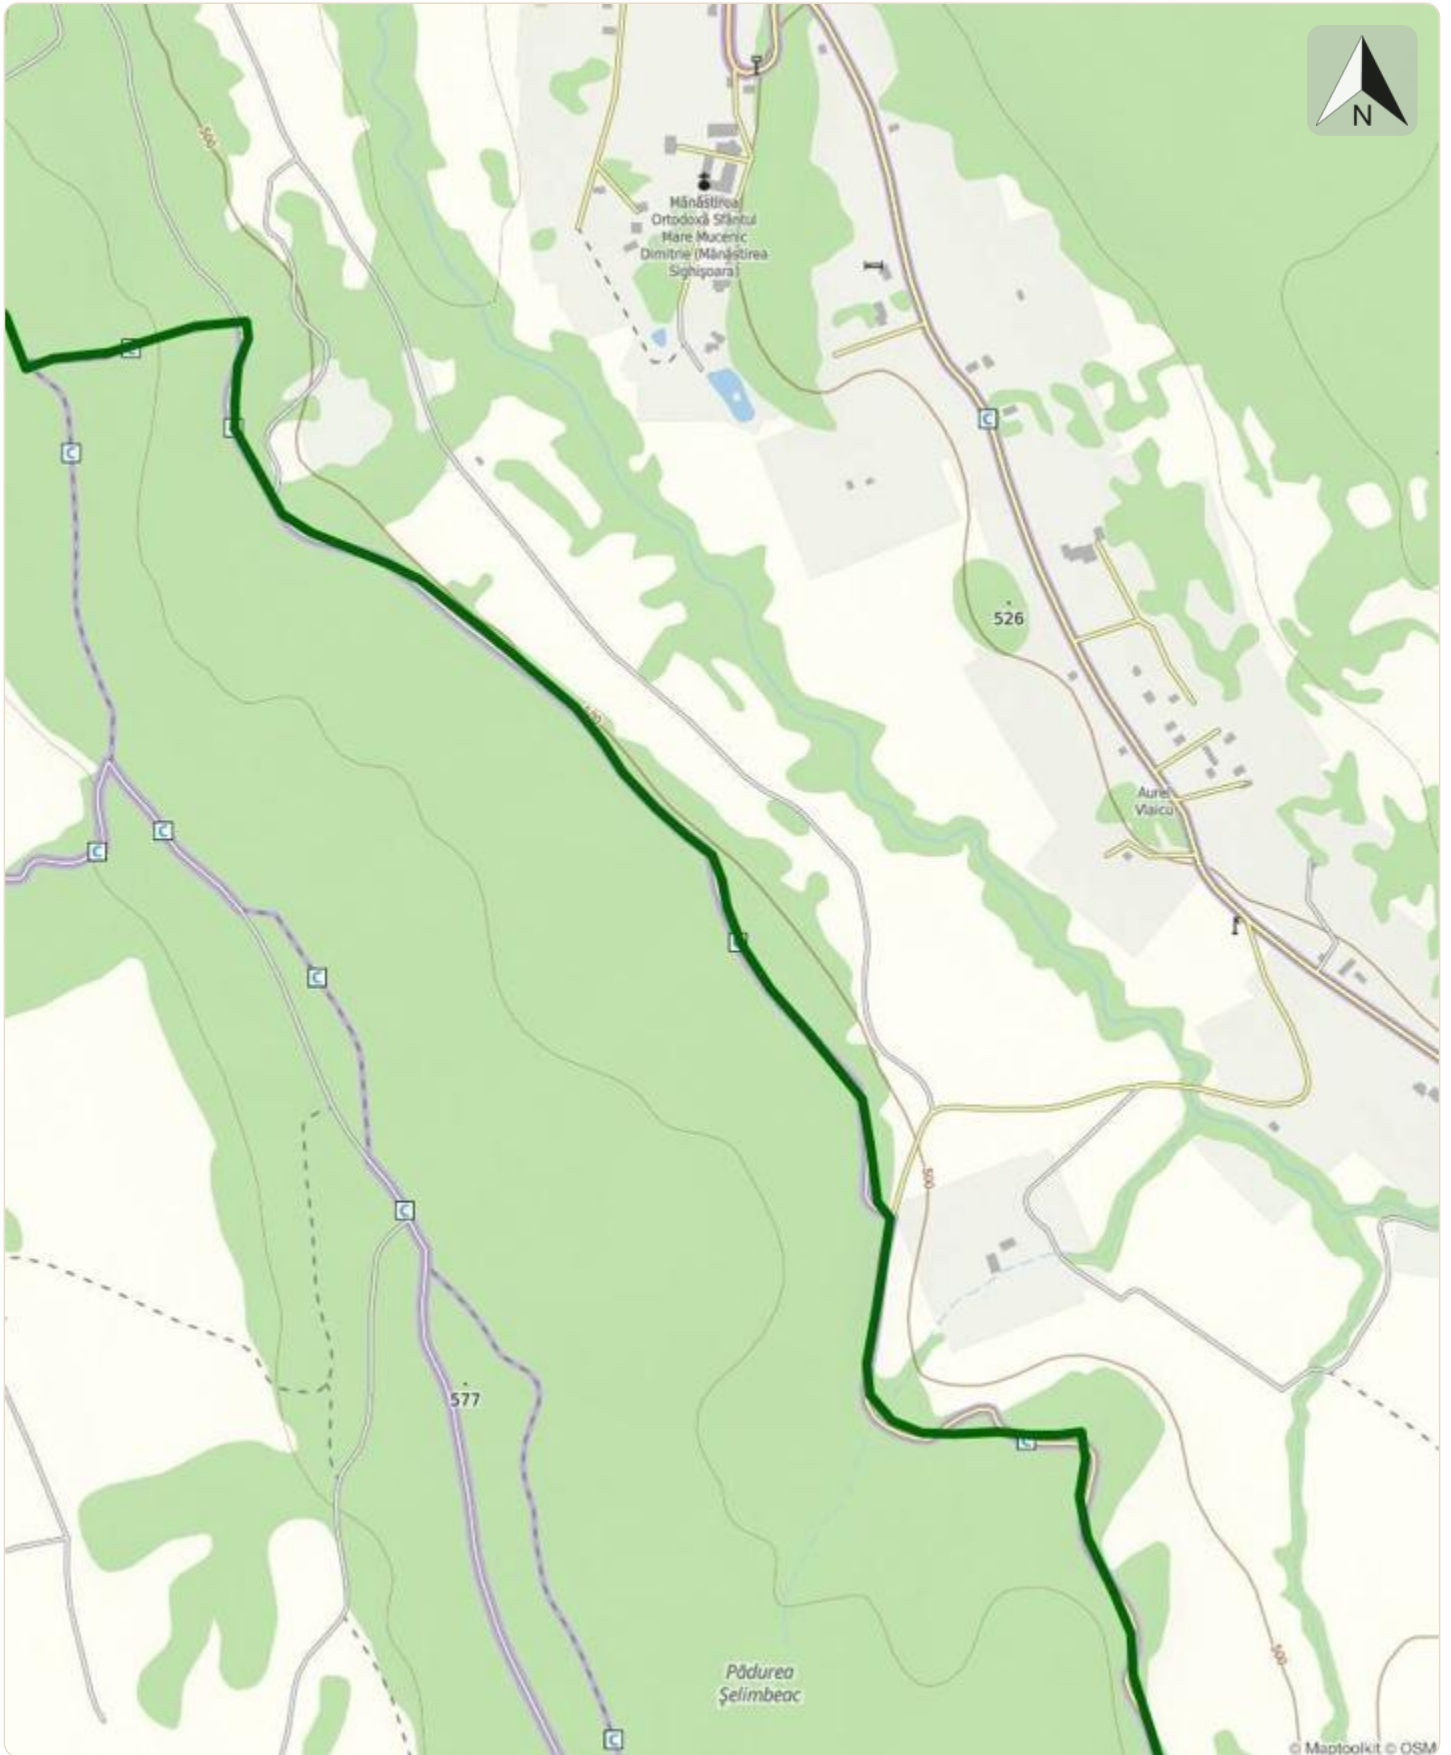 N
500
Mănăstirea
Ortodoxă Sfântul
Mare Mucenic
Dimitrie (Mănăstirea
Sighișoara)
C
C
526
Aurel
Vlaicu
C
C
C
C
500
577
C
500
Pădurea
Șelimbeac
C
© Maptoolkit © OSM